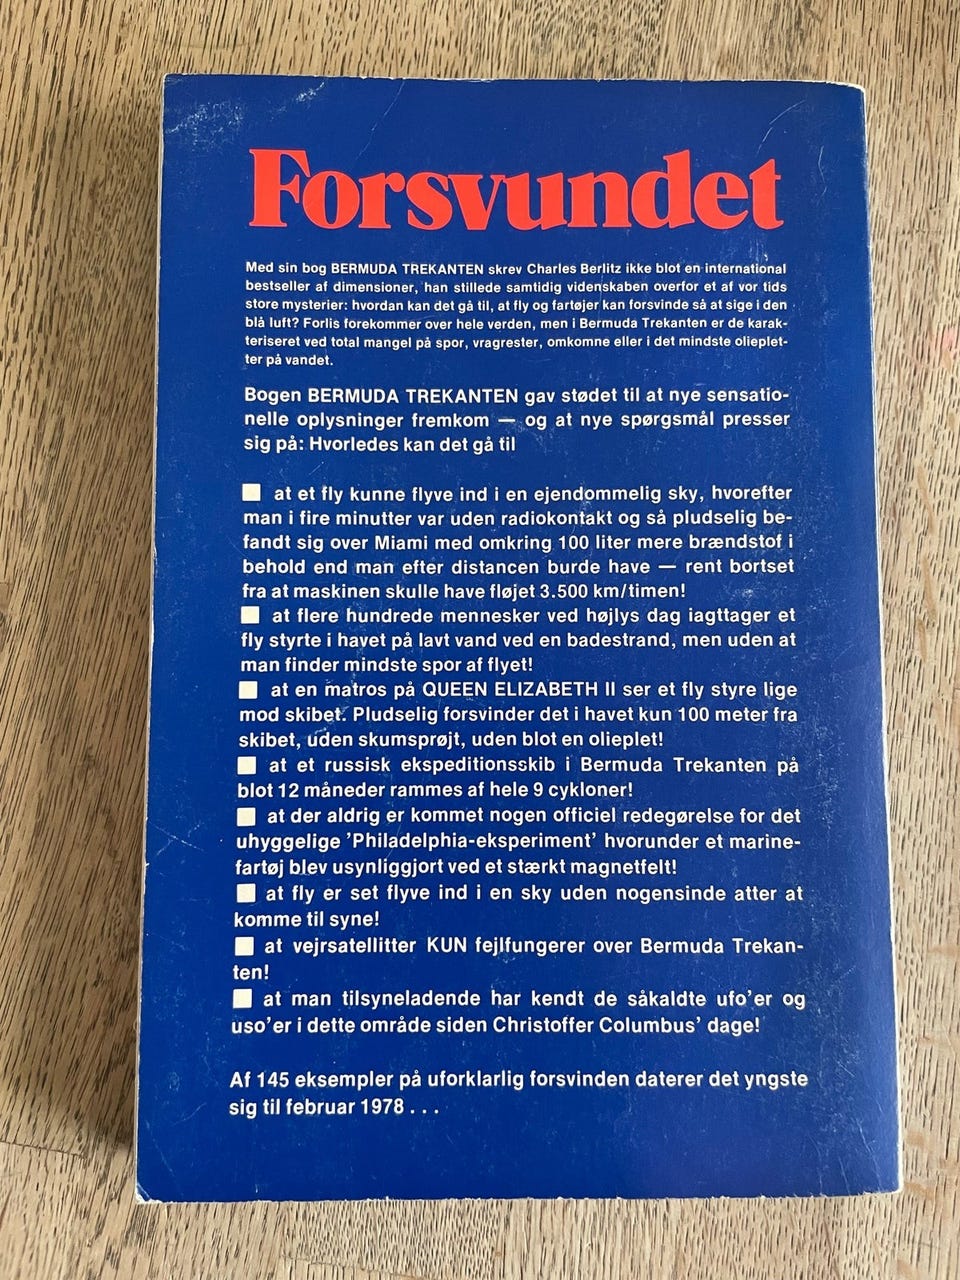 Forsvundet
Med sin bog BERMUDA TREKANTEN skrev Charles Berlitz ikke blot en international
bestseller af dimensioner, han stillede samtidig videnskaben overfor et af vor tids
store mysterier: hvordan kan det gå til, at fly og fartøjer kan forsvinde så at sige i den
blå luft? Forlis forekommer over hele verden, men i Bermuda Trekanten er de karak-
teriseret ved total mangel på spor, vragrester, omkomne eller i det mindste olieplet-
ter på vandet.
Bogen BERMUDA TREKANTEN gav stødet til at nye sensatio-
nelle oplysninger fremkom — og at nye spørgsmål presser
sig på: Hvorledes kan det gå til
at et fly kunne flyve ind i en ejendommelig sky, hvorefter
man i fire minutter var uden radiokontakt og så pludselig be-
fandt sig over Miami med omkring 100 liter mere brændstof i
behold end man efter distancen burde have — rent bortset
fra at maskinen skulle have fløjet 3.500 km/timen!
at flere hundrede mennesker ved højlys dag iagttager et
fly styrte i havet på lavt vand ved en badestrand, men uden at
man finder mindste spor af flyet!
at en matros på QUEEN ELIZABETH II ser et fly styre lige
mod skibet. Pludselig forsvinder det i havet kun 100 meter fra
skibet, uden skumsprøjt, uden blot en olieplet!
at et russisk ekspeditionsskib i Bermuda Trekanten på
blot 12 måneder rammes af hele 9 cykloner!
at der aldrig er kommet nogen officiel redegørelse for det
uhyggelige 'Philadelphia-eksperiment' hvorunder et marine-
fartøj blev usynliggjort ved et stærkt magnetfelt!
at fly er set flyve ind i en sky uden nogensinde atter at
komme til syne!
at vejrsatellitter KUN fejlfungerer over Bermuda Trekan-
ten!
at man tilsyneladende har kendt de såkaldte ufo'er og
uso'er i dette område siden Christoffer Columbus' dage!
Af 145 eksempler på uforklarlig forsvinden daterer det yngste
sig til februar 1978 . . .